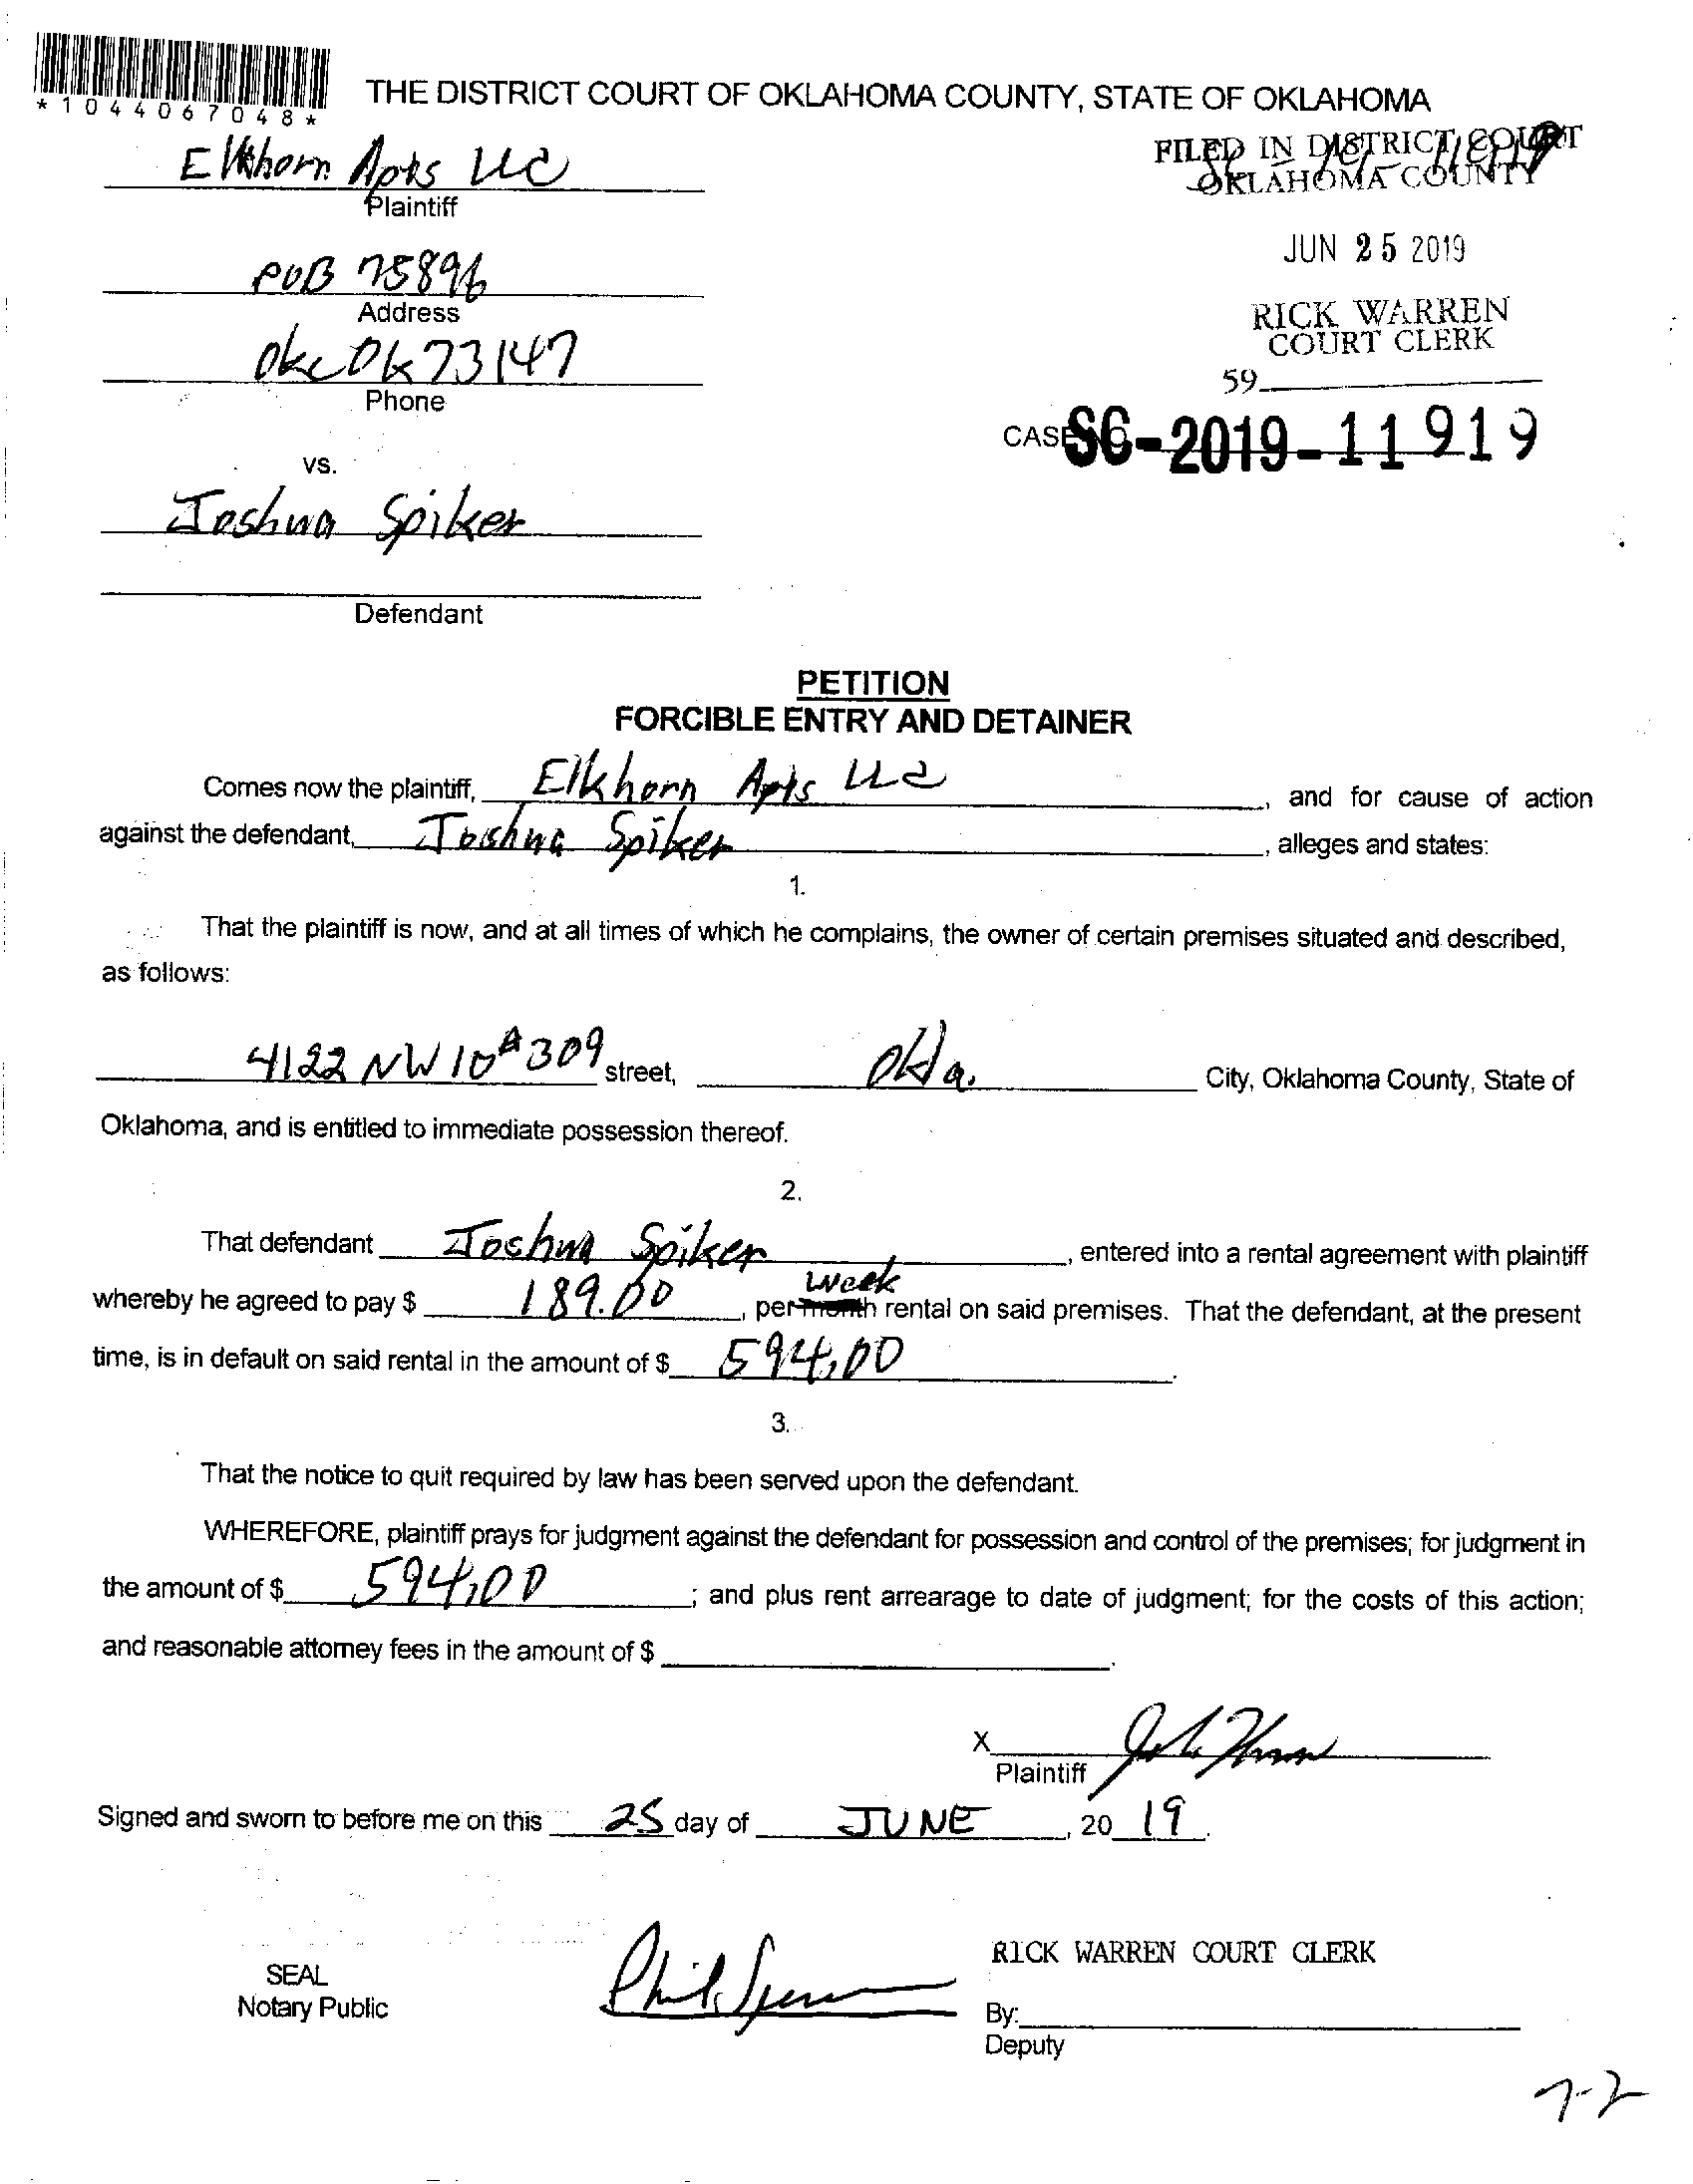 *1044067048*
THE DISTRICT COURT OF OKLAHOMA COUNTY, STATE OF OKLAHOMA
FILED IN DISTRICT COURT
OKLAHOMA COUNTY
Elkhorn Apts LLC
Plaintiff
JUN 25 2019
POB 75896
Address
RICK WARREN
COURT CLERK
Okc Ok 73147
Phone
59
CASE NO. SC-2019-11919
vs.
Joshua Spiker
Defendant
PETITION
FORCIBLE ENTRY AND DETAINER
Comes now the plaintiff, Elkhorn Apts LLC, and for cause of action
against the defendant, Joshua Spiker, alleges and states:
1.
That the plaintiff is now, and at all times of which he complains, the owner of certain premises situated and described,
as follows:
4122 NW 10 # 309 street, Okla. City, Oklahoma County, State of
Oklahoma, and is entitled to immediate possession thereof.
2.
That defendant Joshua Spiker, entered into a rental agreement with plaintiff
whereby he agreed to pay $ 189.00, per month week rental on said premises. That the defendant, at the present
time, is in default on said rental in the amount of $ 594.00.
3.
That the notice to quit required by law has been served upon the defendant.
WHEREFORE, plaintiff prays for judgment against the defendant for possession and control of the premises; for judgment in
the amount of $ 594.00; and plus rent arrearage to date of judgment; for the costs of this action;
and reasonable attorney fees in the amount of $ .
X
Plaintiff
Signed and sworn to before me on this 25 day of JUNE, 20 19.
RICK WARREN COURT CLERK
SEAL
Notary Public
By:
Deputy
7-2